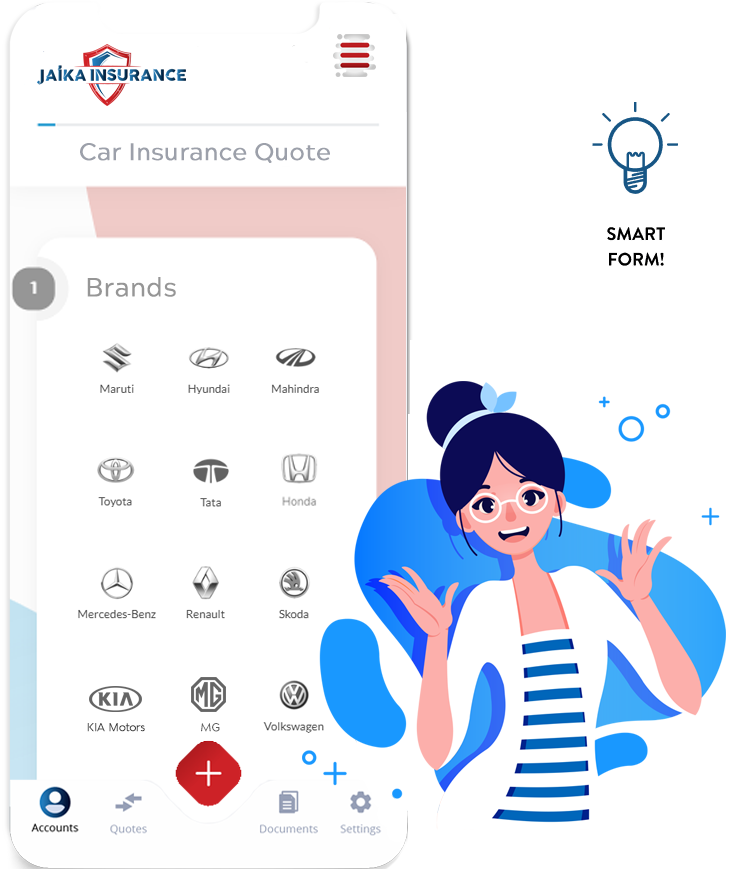 JAIKA INSURANCE
Car Insurance Quote
SMART
FORM!
1
Brands
Maruti
Hyundai
Mahindra
Toyota
Tata
Honda
Mercedes-Benz
Renault
Skoda
KIA
KIA Motors
MG
MG
Volkswagen
Accounts
Quotes
Documents
Settings